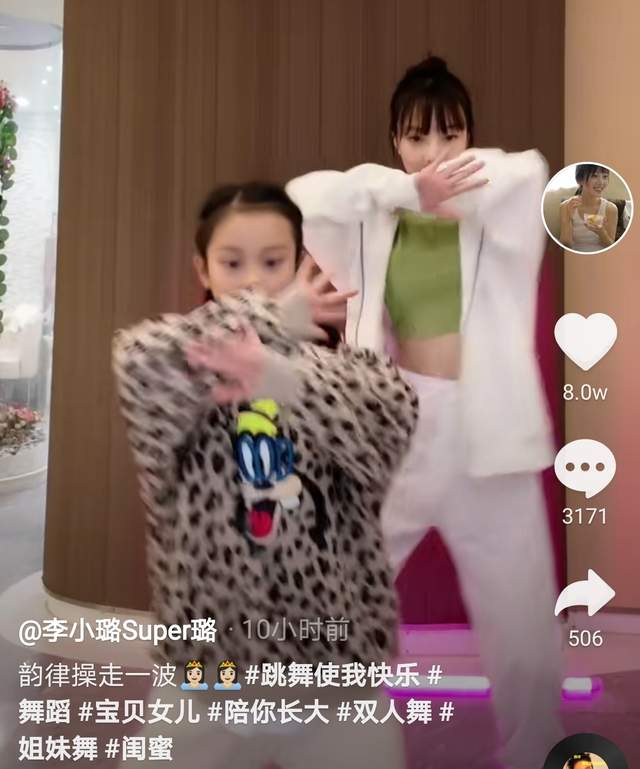 8.0w
3171
506
@李小璐Super璐 · 10小时前
韵律操走一波👸🏻👸🏻#跳舞使我快乐 #
舞蹈 #宝贝女儿 #陪你长大 #双人舞 #
姐妹舞 #闺蜜